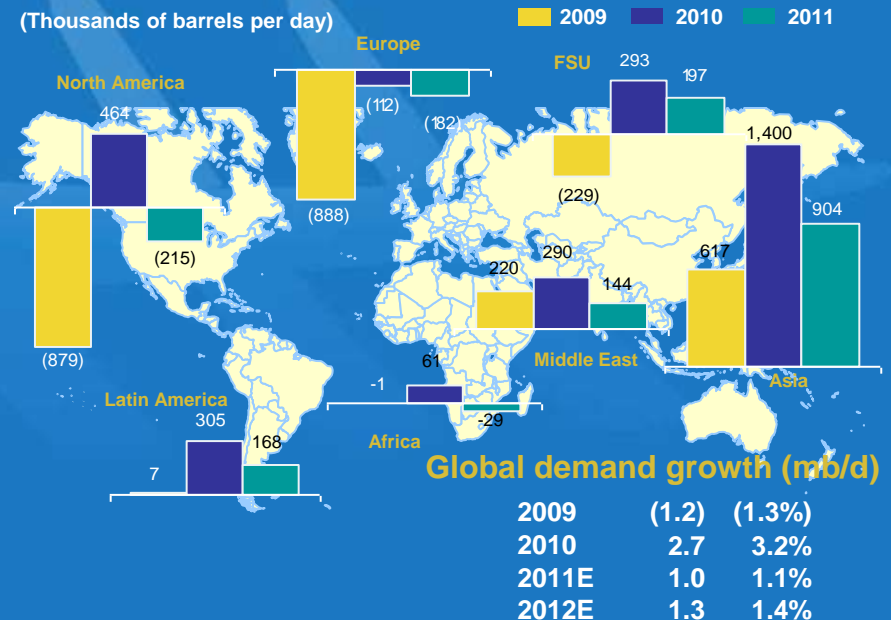 (Thousands of barrels per day)
2009 2010 2011
Europe
FSU
North America
293
197
464
(112)
(182)
1,400
(229)
(888)
904
(215)
617
290
220
144
(879)
61
Middle East
-1
Asia
Latin America
305
-29
168
Africa
7
Global demand growth (mb/d)
2009 (1.2) (1.3%)
2010 2.7 3.2%
2011E 1.0 1.1%
2012E 1.3 1.4%